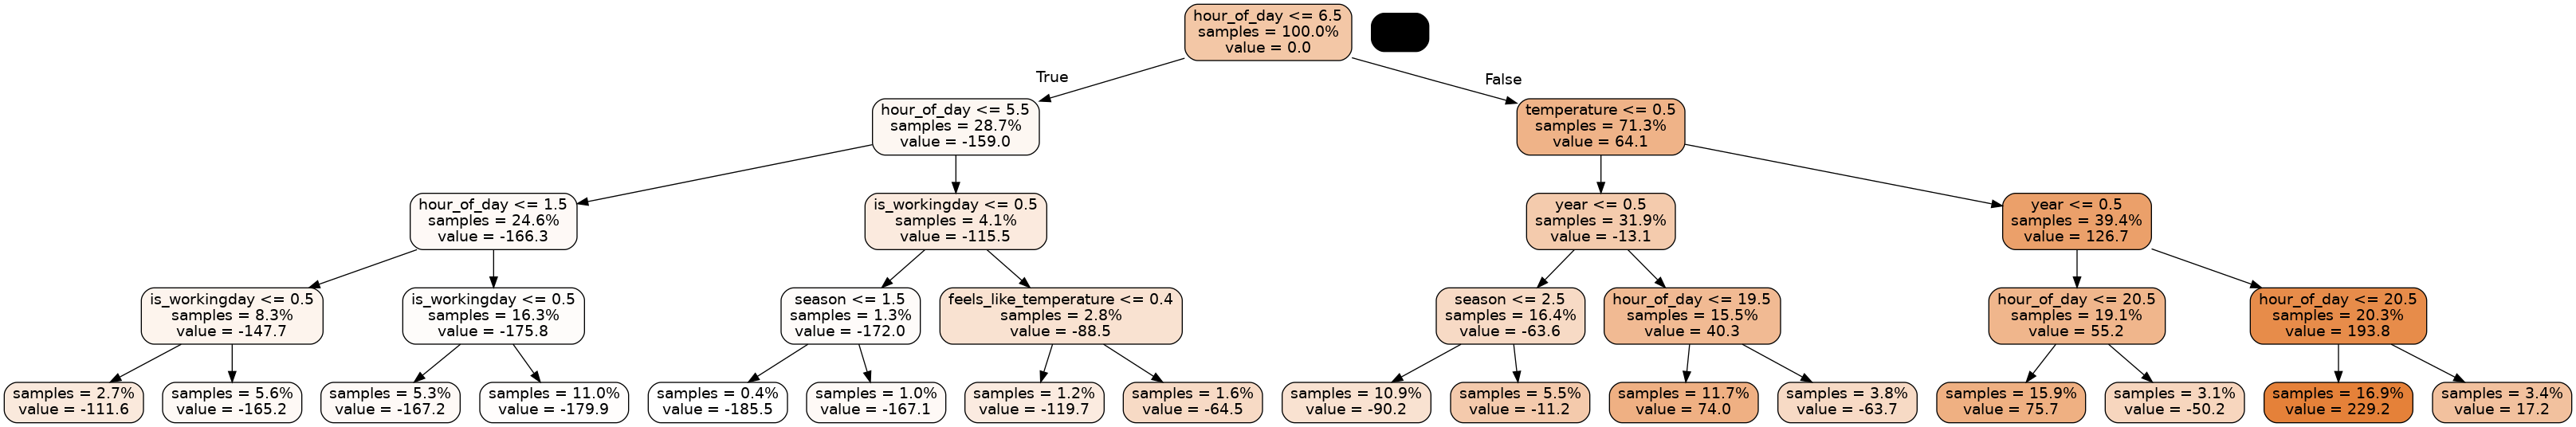 hour_of_day <= 6.5
samples = 100.0%
value = 0.0
True
False
hour_of_day <= 5.5
samples = 28.7%
value = -159.0
temperature <= 0.5
samples = 71.3%
value = 64.1
hour_of_day <= 1.5
samples = 24.6%
value = -166.3
is_workingday <= 0.5
samples = 4.1%
value = -115.5
year <= 0.5
samples = 31.9%
value = -13.1
year <= 0.5
samples = 39.4%
value = 126.7
is_workingday <= 0.5
samples = 8.3%
value = -147.7
is_workingday <= 0.5
samples = 16.3%
value = -175.8
season <= 1.5
samples = 1.3%
value = -172.0
feels_like_temperature <= 0.4
samples = 2.8%
value = -88.5
season <= 2.5
samples = 16.4%
value = -63.6
hour_of_day <= 19.5
samples = 15.5%
value = 40.3
hour_of_day <= 20.5
samples = 19.1%
value = 55.2
hour_of_day <= 20.5
samples = 20.3%
value = 193.8
samples = 2.7%
value = -111.6
samples = 5.6%
value = -165.2
samples = 5.3%
value = -167.2
samples = 11.0%
value = -179.9
samples = 0.4%
value = -185.5
samples = 1.0%
value = -167.1
samples = 1.2%
value = -119.7
samples = 1.6%
value = -64.5
samples = 10.9%
value = -90.2
samples = 5.5%
value = -11.2
samples = 11.7%
value = 74.0
samples = 3.8%
value = -63.7
samples = 15.9%
value = 75.7
samples = 3.1%
value = -50.2
samples = 16.9%
value = 229.2
samples = 3.4%
value = 17.2